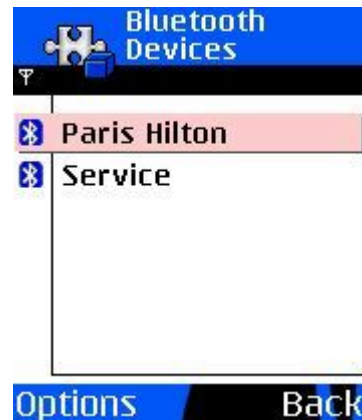 Bluetooth
Devices
Paris Hilton
Service
Options Back